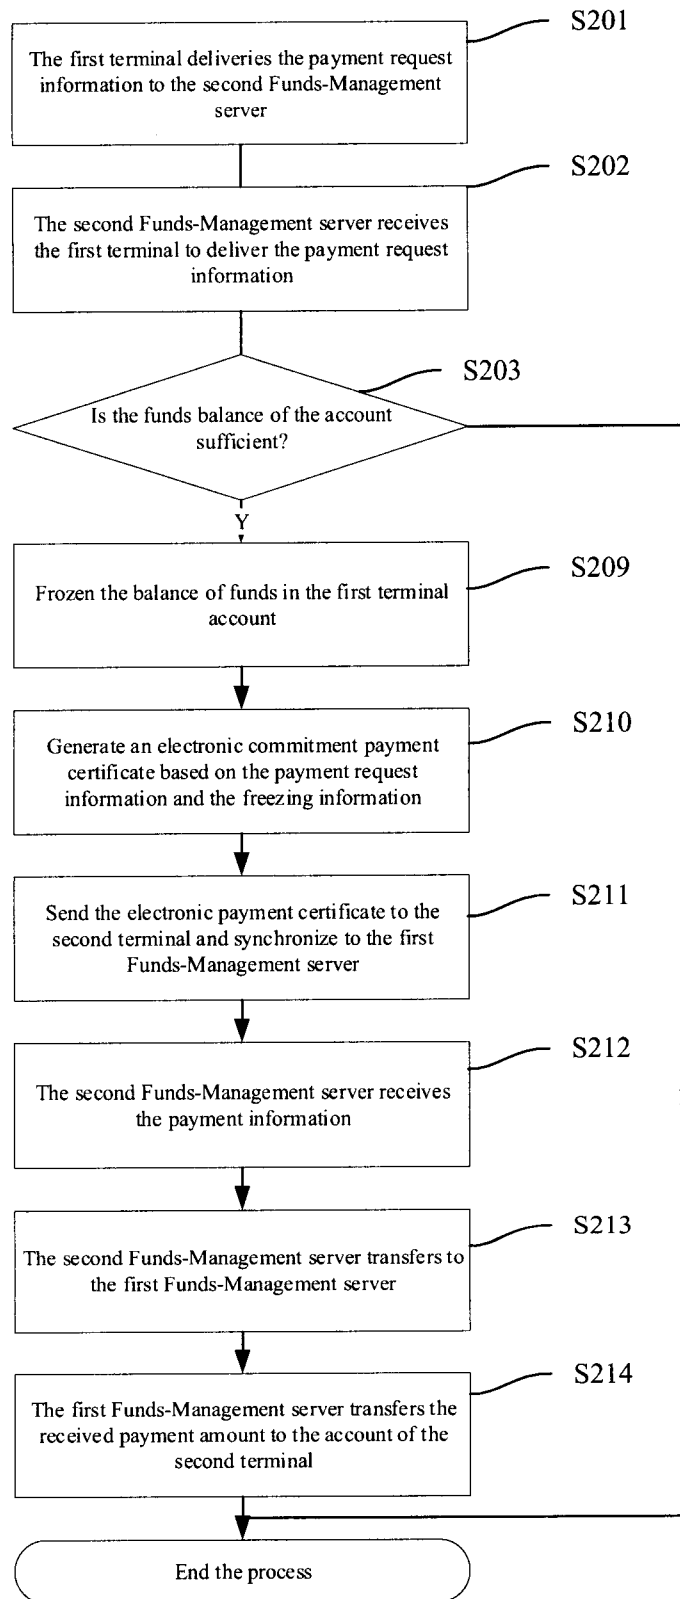 S201
The first terminal deliveries the payment request
information to the second Funds-Management
server
S202
The second Funds-Management server receives
the first terminal to deliver the payment request
information
S203
Is the funds balance of the account
sufficient?
Y
S209
Frozen the balance of funds in the first terminal
account
S210
Generate an electronic commitment payment
certificate based on the payment request
information and the freezing information
S211
Send the electronic payment certificate to the
second terminal and synchronize to the first
Funds-Management server
S212
The second Funds-Management server receives
the payment information
S213
The second Funds-Management server transfers to
the first Funds-Management server
S214
The first Funds-Management server transfers the
received payment amount to the account of the
second terminal
End the process